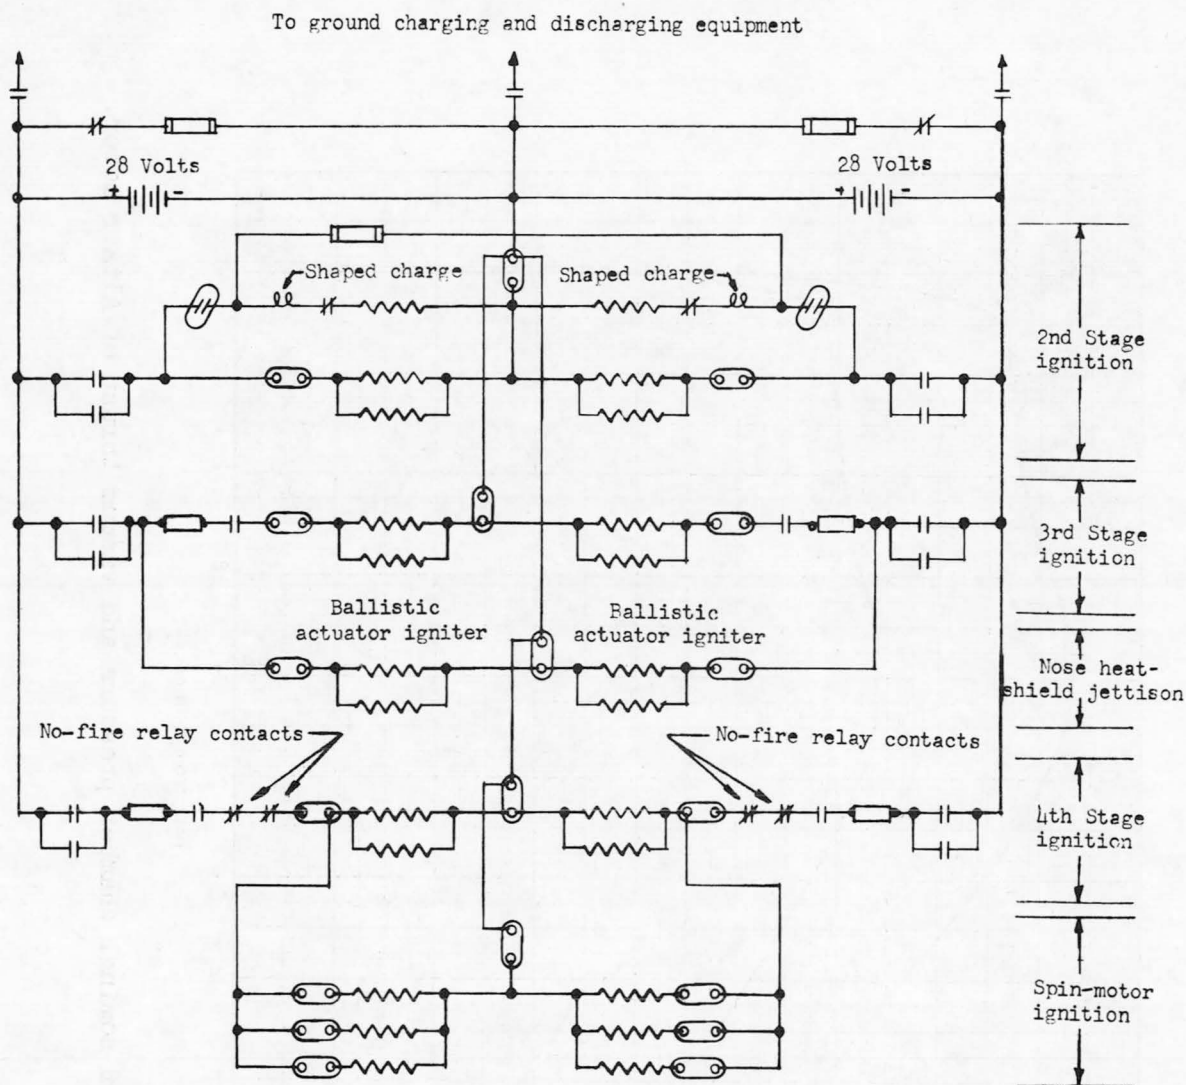 To ground charging and discharging equipment
28 Volts
28 Volts
+ -
+ -
Shaped charge
Shaped charge
2nd Stage
ignition
3rd Stage
ignition
Ballistic
actuator igniter
Ballistic
actuator igniter
Nose heat-
shield jettison
No-fire relay contacts
No-fire relay contacts
4th Stage
ignition
Spin-motor
ignition